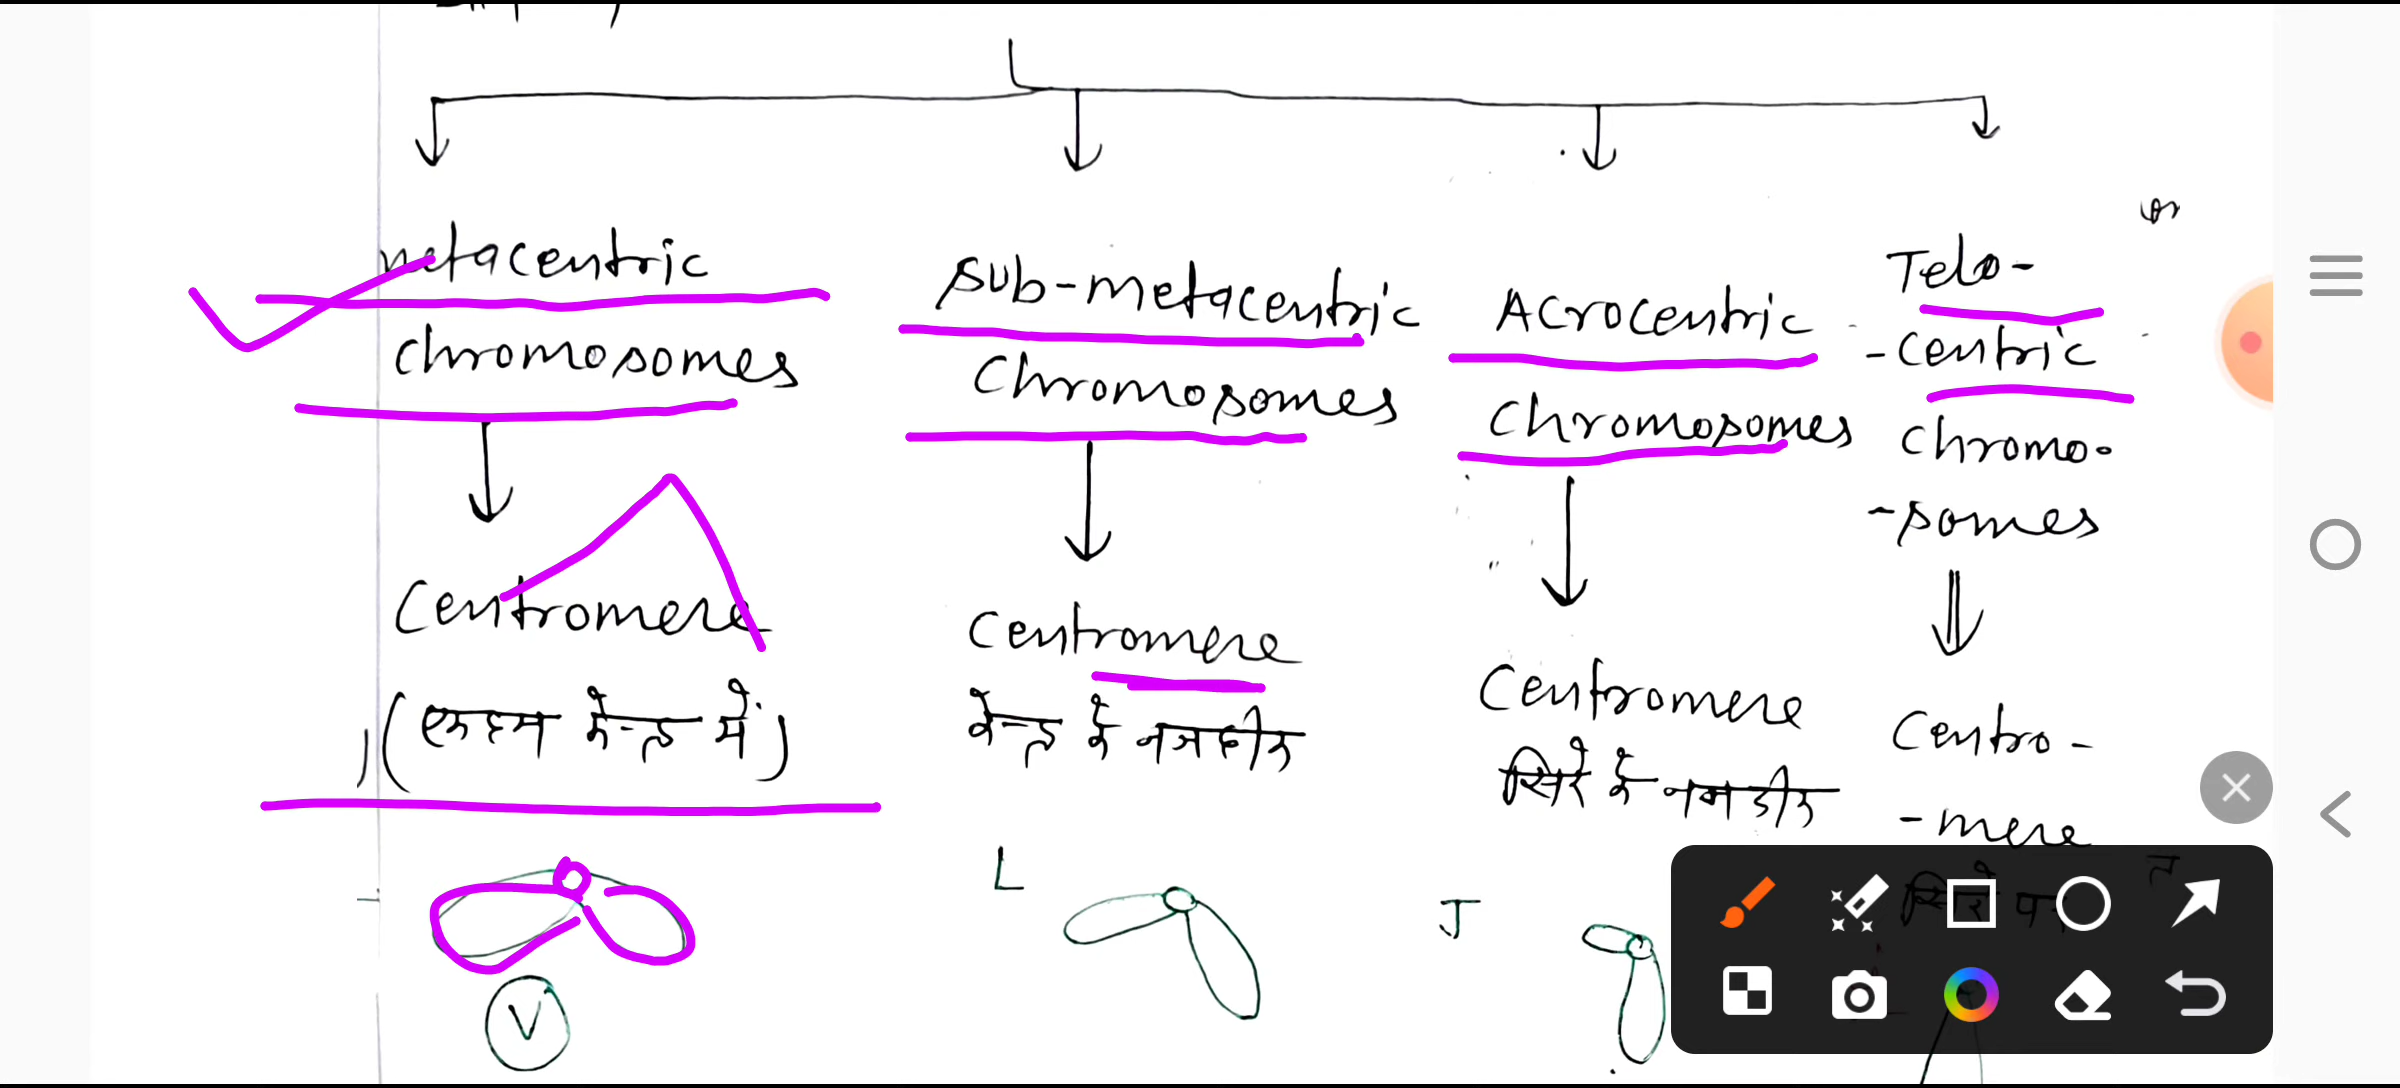 metacentric
chromosomes
Centromere
(एकदम केन्द्र में)
V
Sub-metacentric
Chromosomes
Centromere
केन्द्र के नजदीक
L
Acrocentric
Chromosomes
Centromere
सिरे के नजदीक
J
or
Telo-
-centric
chromo-
-somes
Centro-
-mere